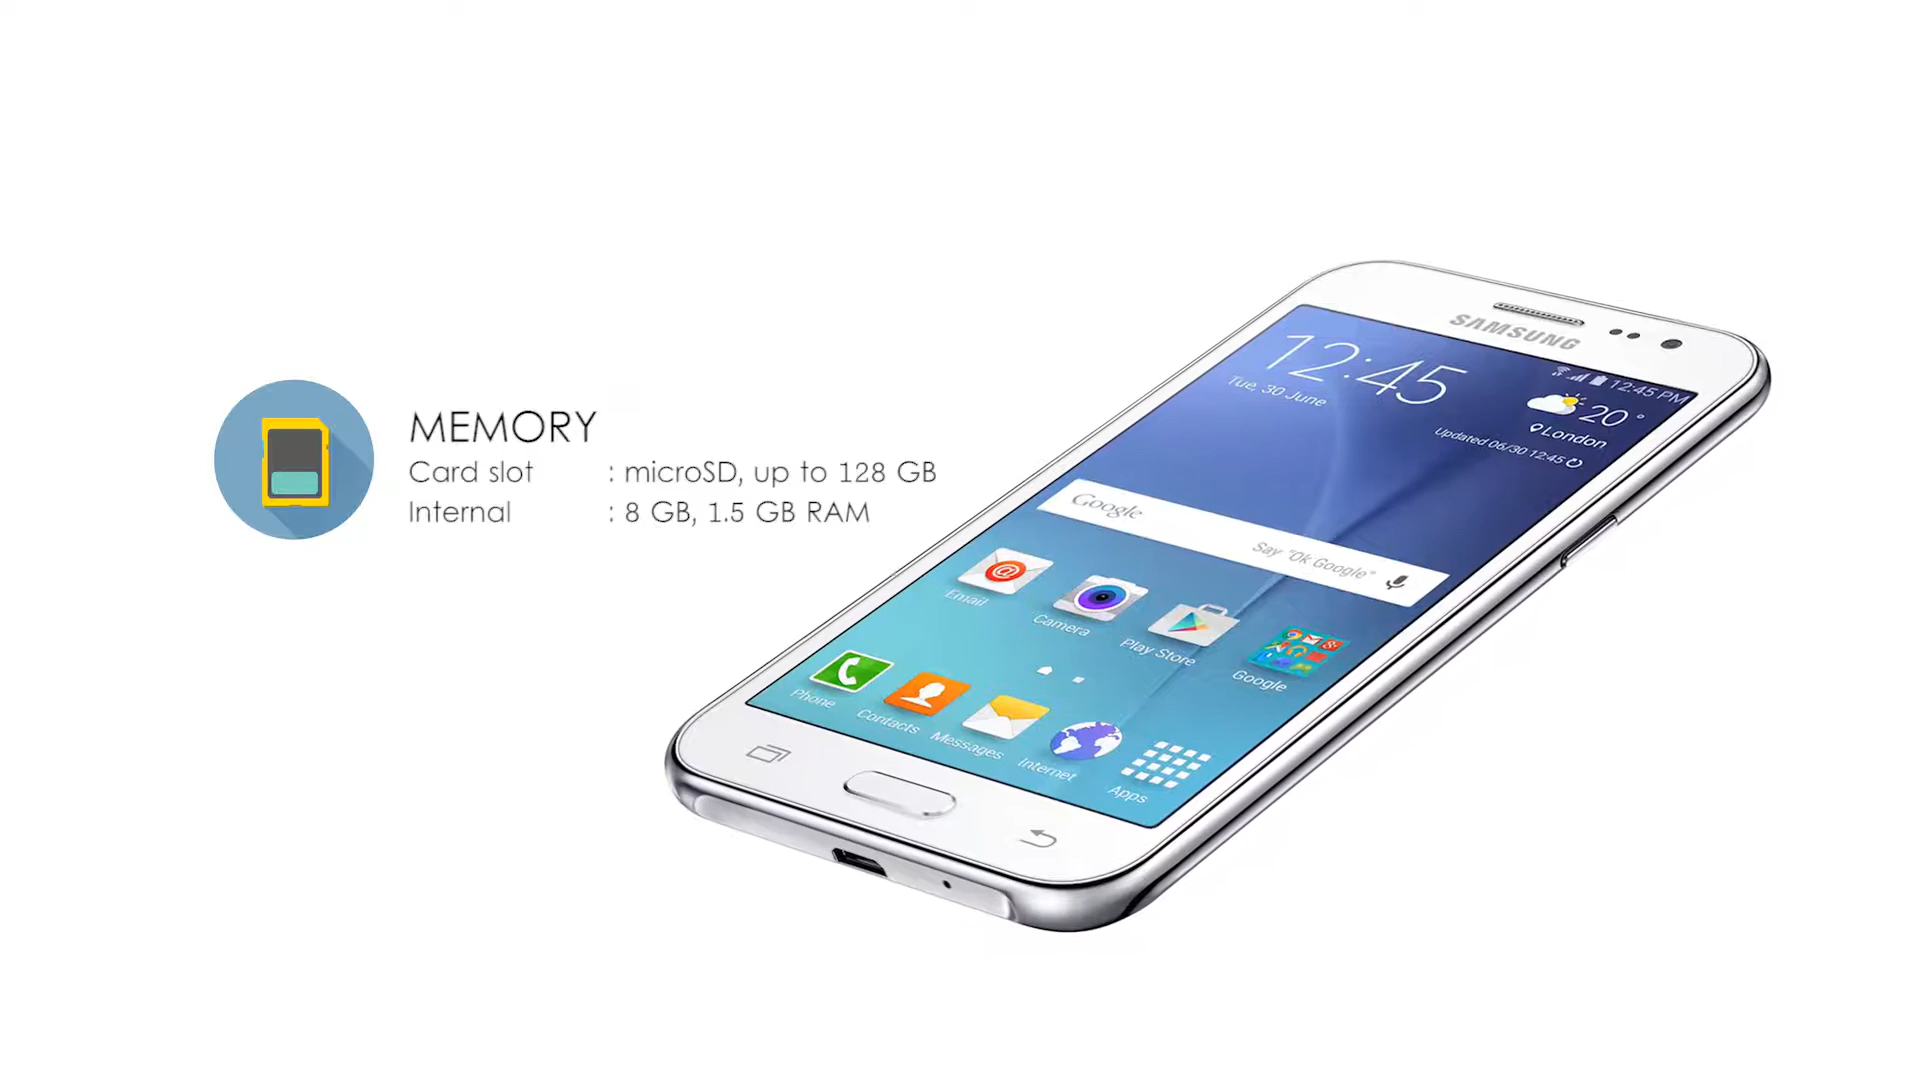 MEMORY
Card slot : microSD, up to 128 GB
Internal : 8 GB, 1.5 GB RAM
SAMSUNG
12:45 PM
12:45
Tue, 30 June
20°
London
Updated 06/30 12:45
Google
Say "Ok Google"
Email
Camera
Play Store
Google
Phone
Contacts
Messages
Internet
Apps